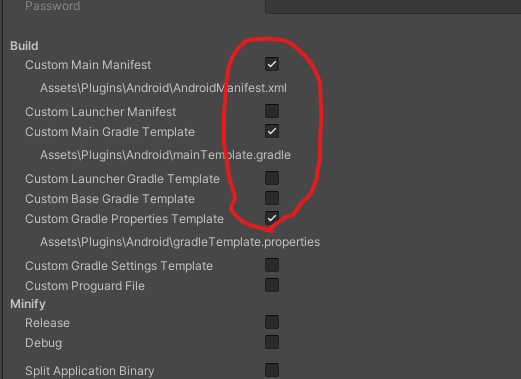 Password
Build
Custom Main Manifest
Assets\Plugins\Android\AndroidManifest.xml
Custom Launcher Manifest
Custom Main Gradle Template
Assets\Plugins\Android\mainTemplate.gradle
Custom Launcher Gradle Template
Custom Base Gradle Template
Custom Gradle Properties Template
Assets\Plugins\Android\gradleTemplate.properties
Custom Gradle Settings Template
Custom Proguard File
Minify
Release
Debug
Split Application Binary